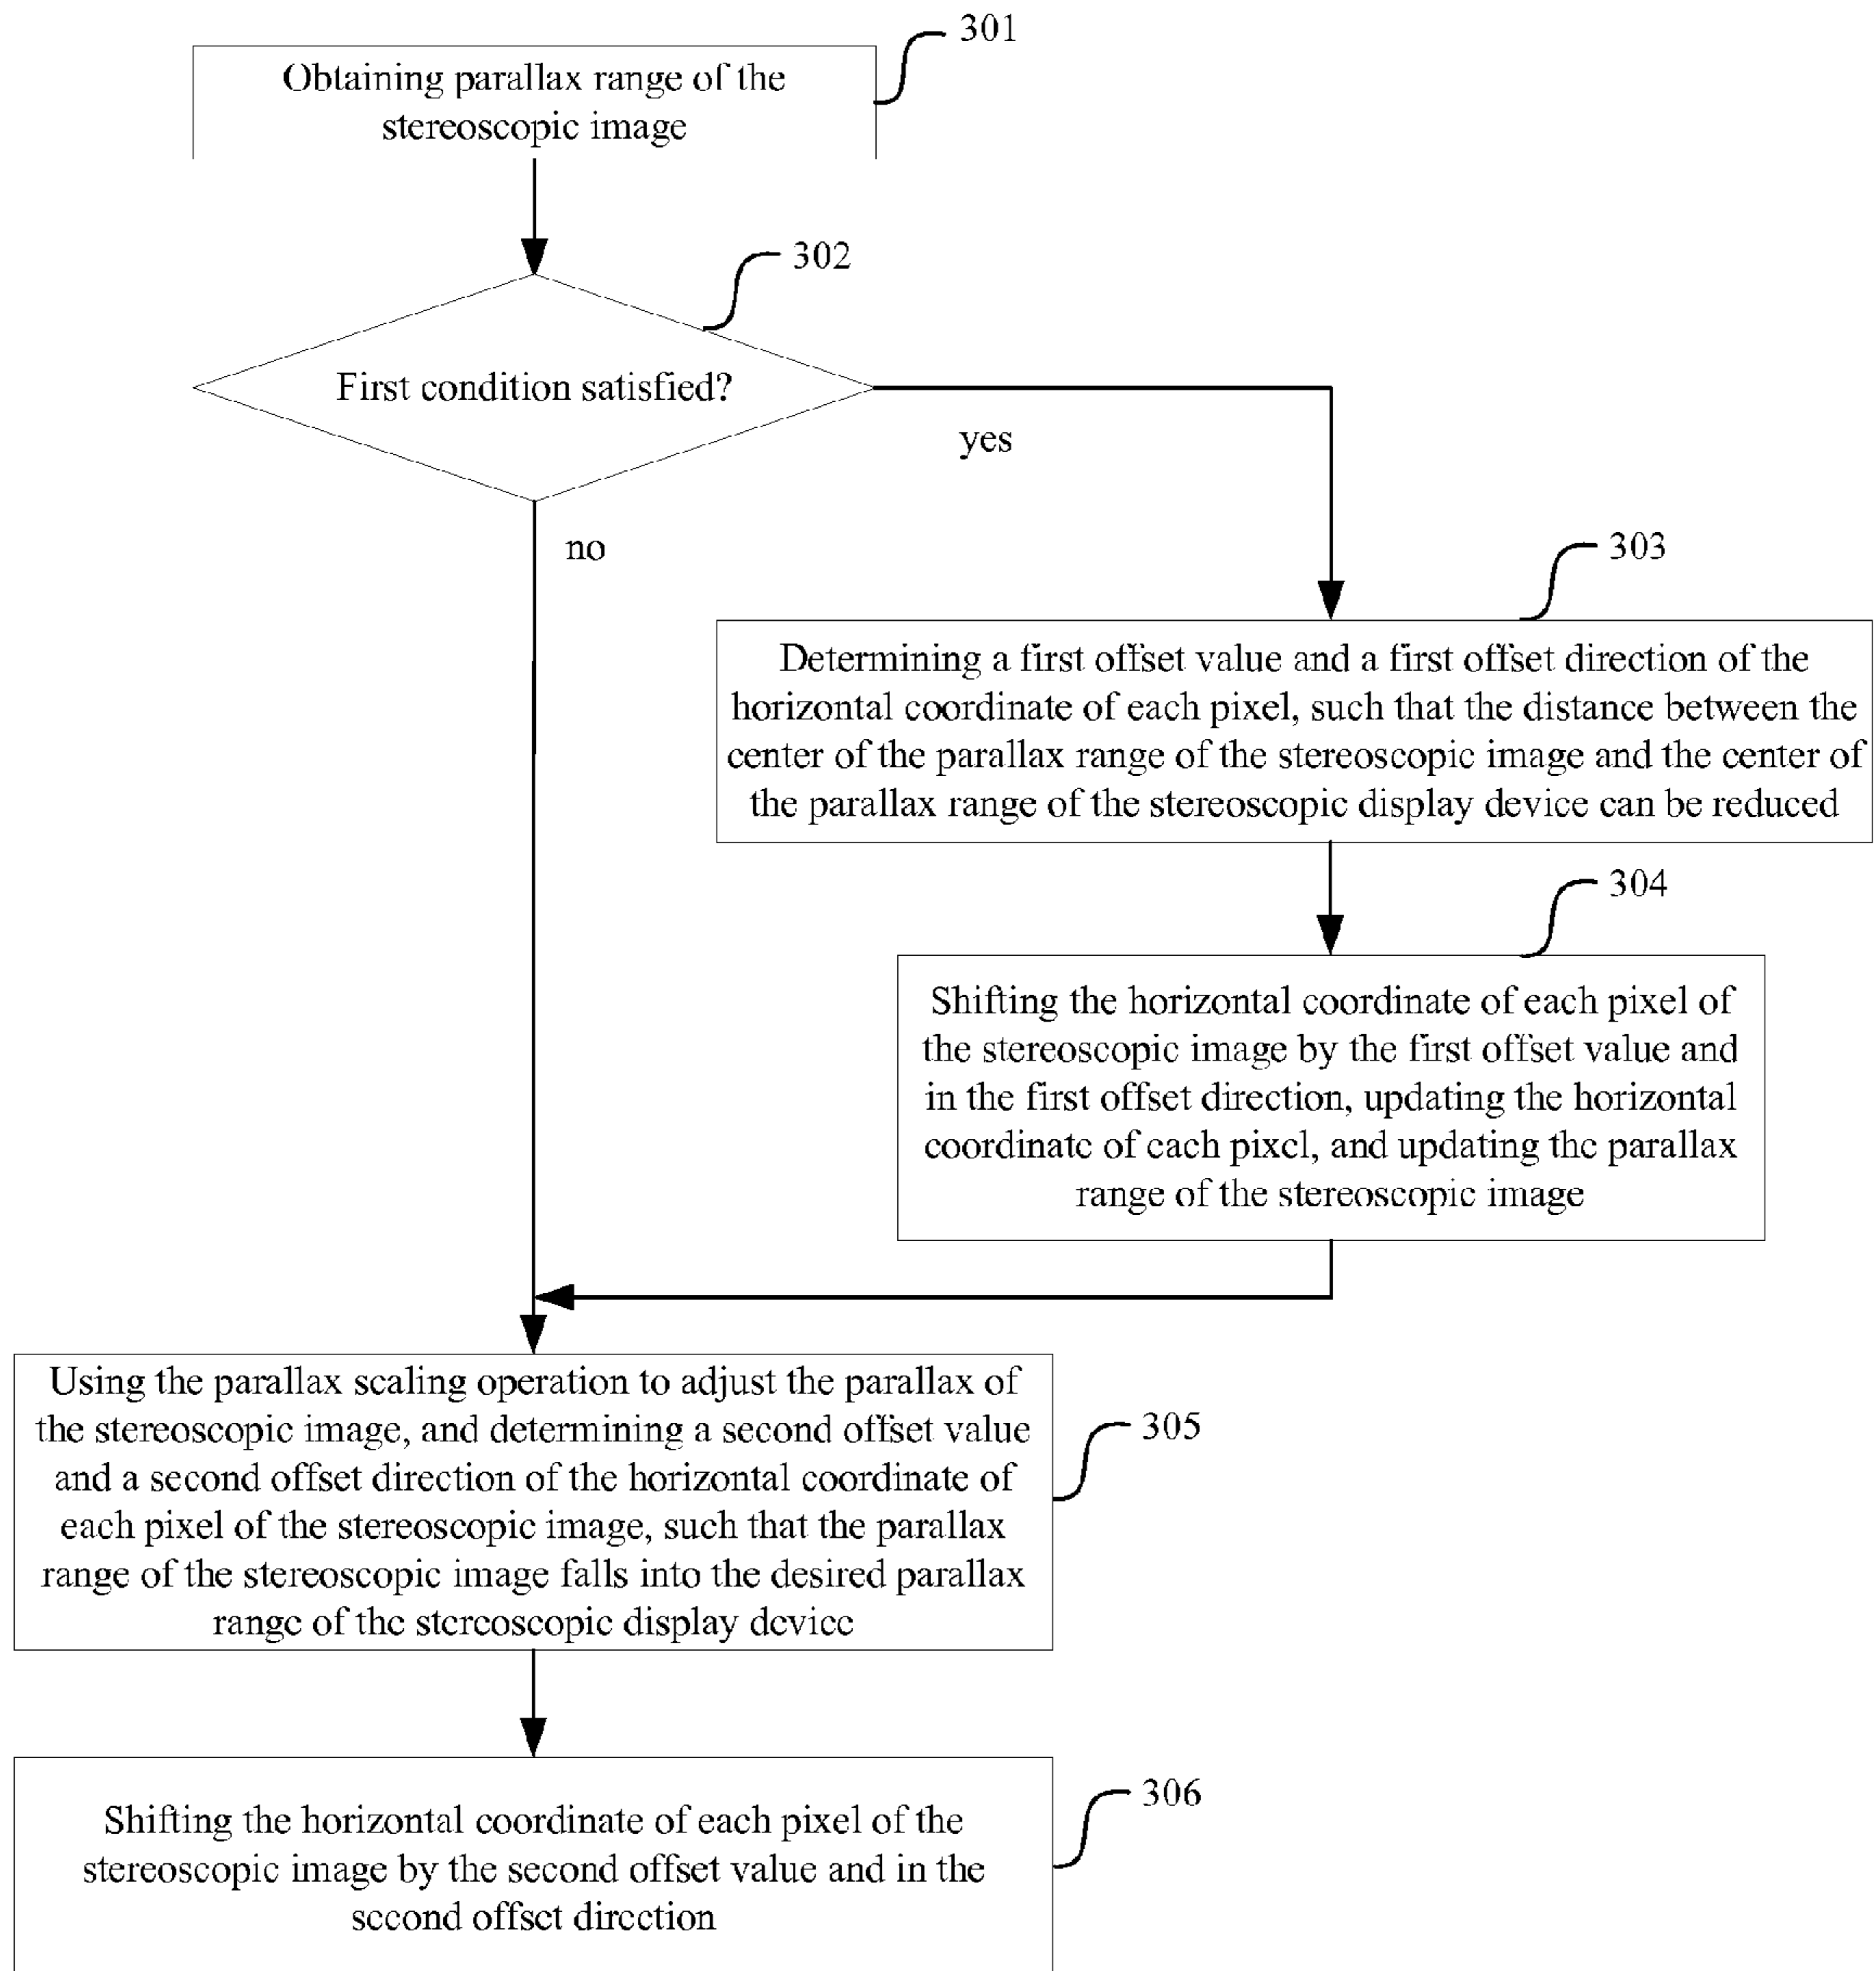 301
Obtaining parallax range of the
stereoscopic image
302
First condition satisfied?
yes
no
303
Determining a first offset value and a first offset direction of the
horizontal coordinate of each pixel, such that the distance between the
center of the parallax range of the stereoscopic image and the center of
the parallax range of the stereoscopic display device can be reduced
304
Shifting the horizontal coordinate of each pixel of
the stereoscopic image by the first offset value and
in the first offset direction, updating the horizontal
coordinate of each pixel, and updating the parallax
range of the stereoscopic image
Using the parallax scaling operation to adjust the parallax of
the stereoscopic image, and determining a second offset value
and a second offset direction of the horizontal coordinate of
each pixel of the stereoscopic image, such that the parallax
range of the stereoscopic image falls into the desired parallax
range of the stereoscopic display device
305
Shifting the horizontal coordinate of each pixel of the
stereoscopic image by the second offset value and in the
second offset direction
306